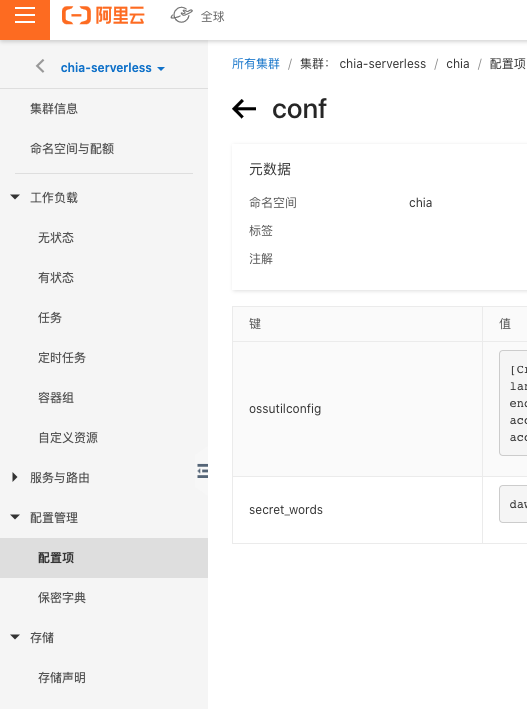 阿里云
全球
chia-serverless
所有集群 / 集群： chia-serverless / chia / 配置项
集群信息
conf
命名空间与配额
元数据
工作负载
命名空间 chia
标签
无状态
注解
有状态
任务
键 值
定时任务
[Cr
lan
容器组
end
ossutilconfig
acc
acc
自定义资源
服务与路由
secret_words
daw
配置管理
配置项
保密字典
存储
存储声明